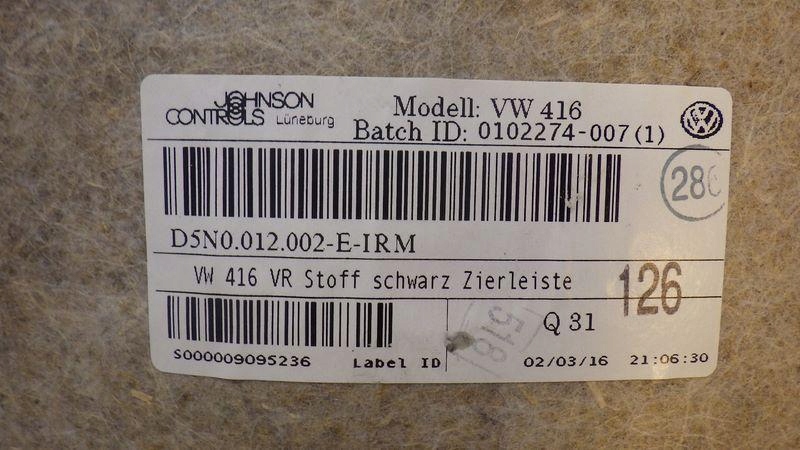 JOHNSON
CONTROLS Lüneburg
Modell: VW 416
Batch ID: 0102274-007(1)
D5N0.012.002-E-IRM
VW 416 VR Stoff schwarz Zierleiste
126
S000009095236 Label ID
518
Q 31
02/03/16 21:06:30